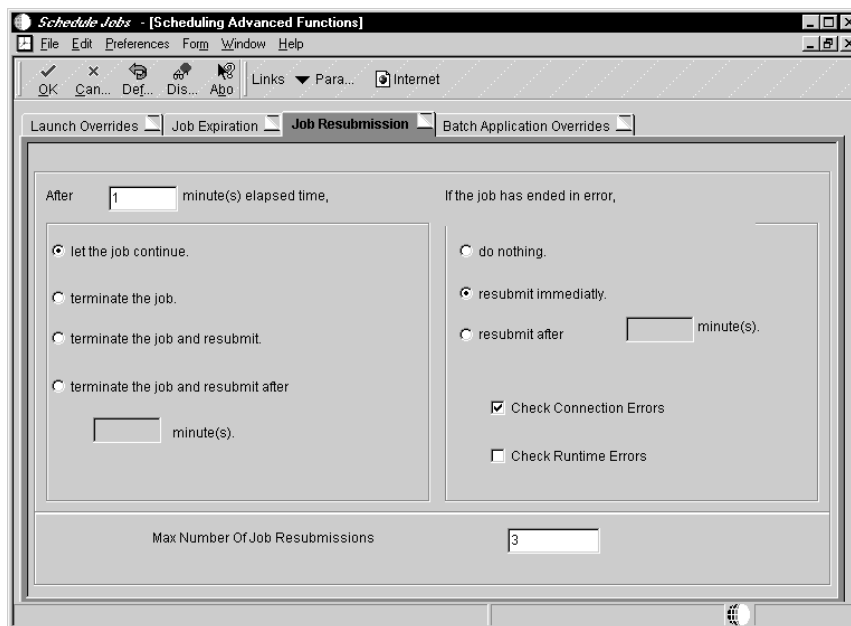 Schedule Jobs - [Scheduling Advanced Functions]
File Edit Preferences Form Window Help
OK Can... Def... Dis... Abo Links Para... Internet
Launch Overrides Job Expiration Job Resubmission Batch Application Overrides
After 1 minute(s) elapsed time, If the job has ended in error,
let the job continue. do nothing.
terminate the job. resubmit immediatly.
terminate the job and resubmit. resubmit after minute(s).
terminate the job and resubmit after
Check Connection Errors
minute(s).
Check Runtime Errors
Max Number Of Job Resubmissions 3